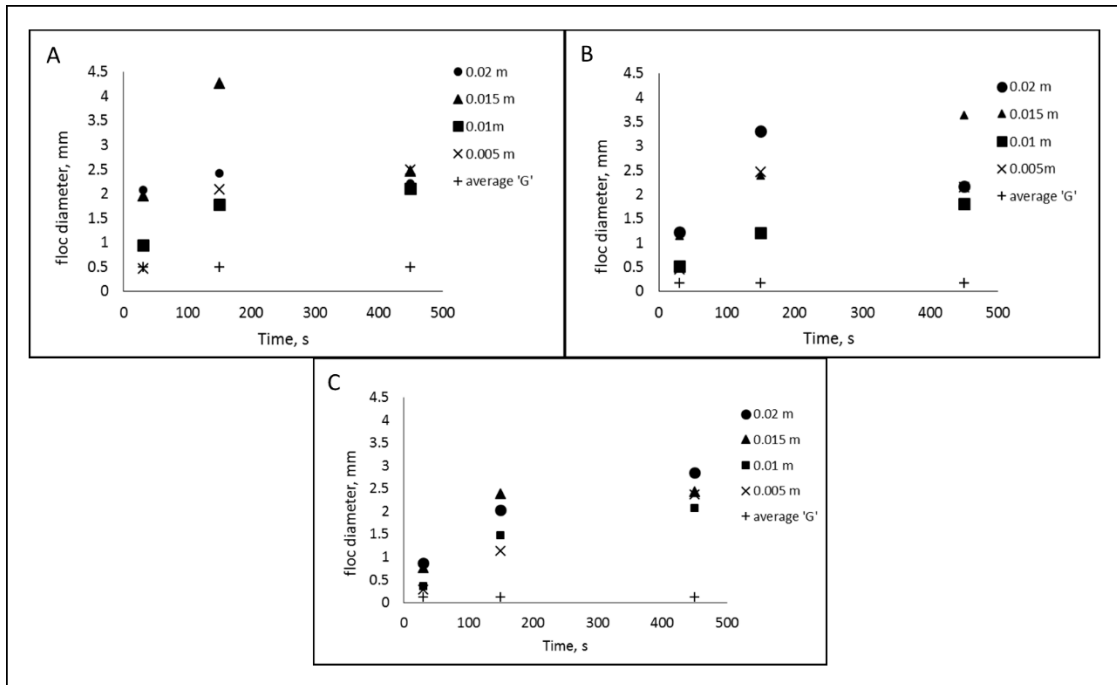 A
floc diameter, mm
4.5
4
3.5
3
2.5
2
1.5
1
0.5
0
0 100 200 300 400 500
Time, s
0.02 m
0.015 m
0.01m
0.005 m
average 'G'
B
floc diameter, mm
4.5
4
3.5
3
2.5
2
1.5
1
0.5
0
0 100 200 300 400 500
Time, s
0.02 m
0.015 m
0.01 m
0.005m
average 'G'
C
floc diameter, mm
4.5
4
3.5
3
2.5
2
1.5
1
0.5
0
0 100 200 300 400 500
Time, s
0.02 m
0.015 m
0.01 m
0.005 m
average 'G'